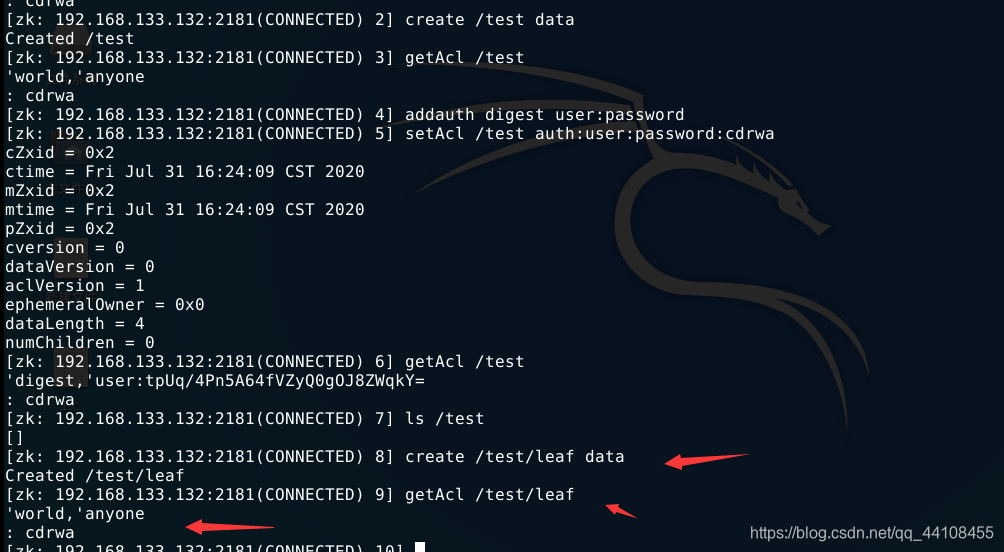 : cdrwa
[zk: 192.168.133.132:2181(CONNECTED) 2] create /test data
Created /test
[zk: 192.168.133.132:2181(CONNECTED) 3] getAcl /test
'world,'anyone
: cdrwa
[zk: 192.168.133.132:2181(CONNECTED) 4] addauth digest user:password
[zk: 192.168.133.132:2181(CONNECTED) 5] setAcl /test auth:user:password:cdrwa
cZxid = 0x2
ctime = Fri Jul 31 16:24:09 CST 2020
mZxid = 0x2
mtime = Fri Jul 31 16:24:09 CST 2020
pZxid = 0x2
cversion = 0
dataVersion = 0
aclVersion = 1
ephemeralOwner = 0x0
dataLength = 4
numChildren = 0
[zk: 192.168.133.132:2181(CONNECTED) 6] getAcl /test
'digest,'user:tpUq/4Pn5A64fVZyQ0gOJ8ZWqkY=
: cdrwa
[zk: 192.168.133.132:2181(CONNECTED) 7] ls /test
[]
[zk: 192.168.133.132:2181(CONNECTED) 8] create /test/leaf data
Created /test/leaf
[zk: 192.168.133.132:2181(CONNECTED) 9] getAcl /test/leaf
'world,'anyone
: cdrwa
[zk: 192.168.133.132:2181(CONNECTED) 10]
https://blog.csdn.net/qq_44108455